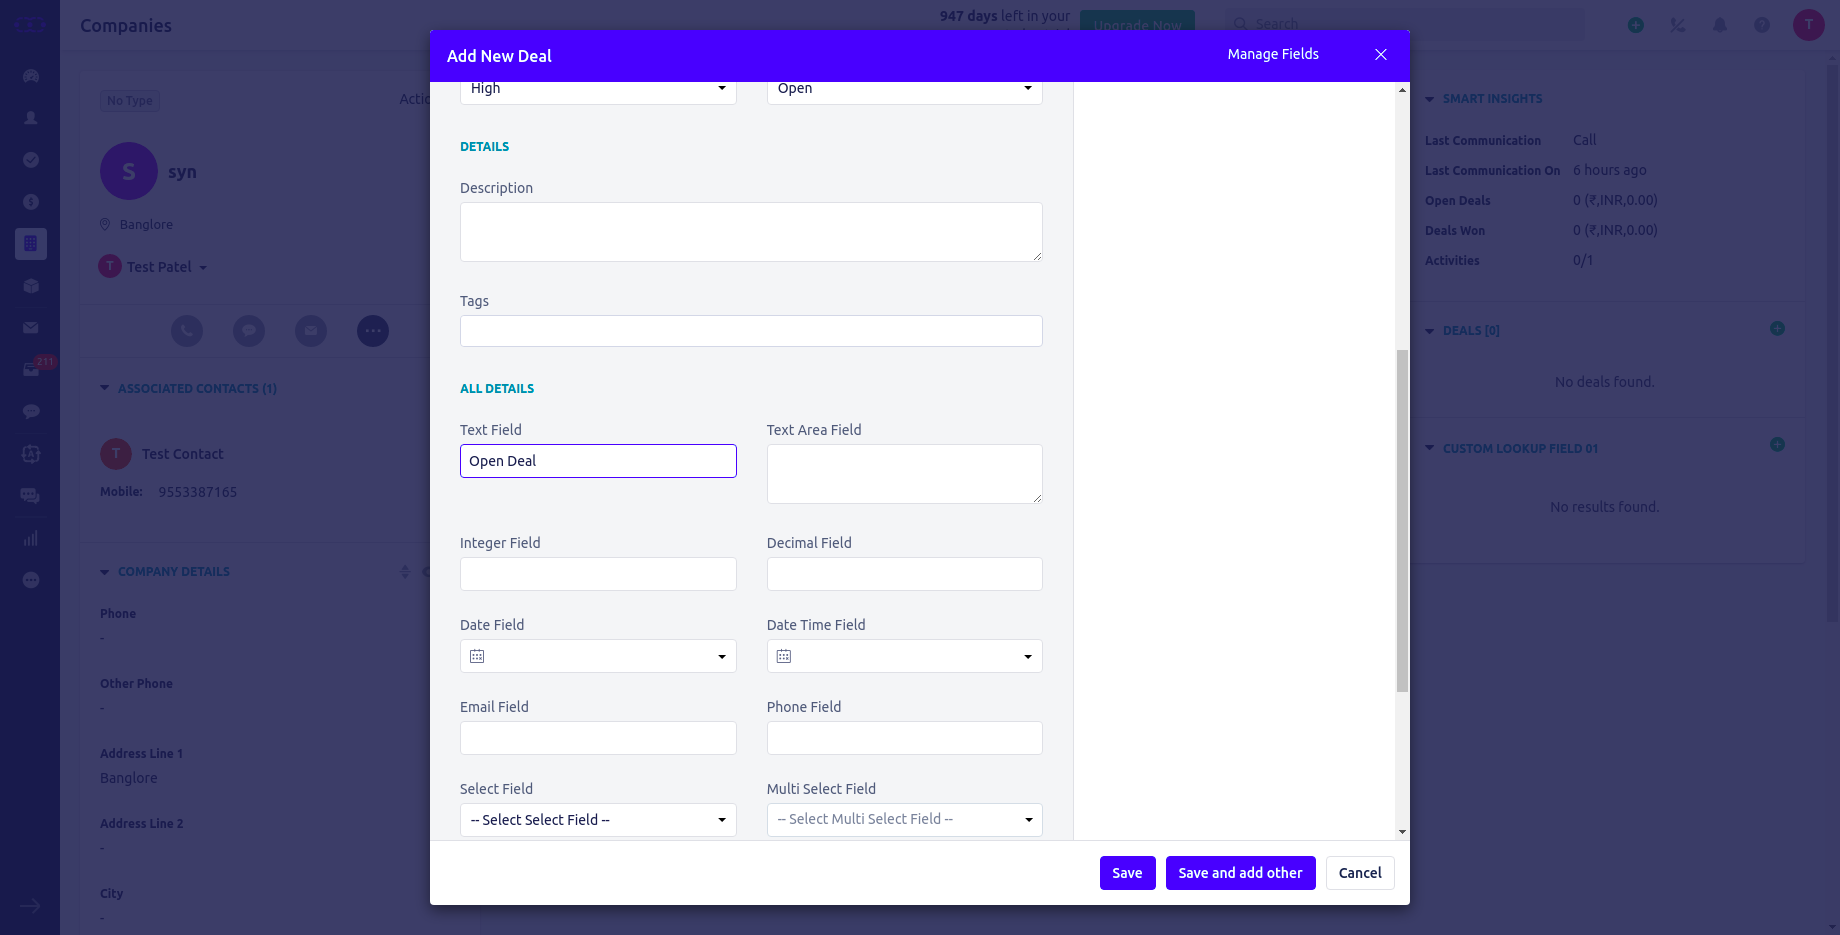 Companies
947 days left in your
Upgrade Now
Search
T
No Type
S
syn
Banglore
T
Test Patel
211
ASSOCIATED CONTACTS (1)
T
Test Contact
Mobile: 9553387165
COMPANY DETAILS
Phone
-
Other Phone
-
Address Line 1
Banglore
Address Line 2
-
City
-
Add New Deal
Manage Fields
High
Open
DETAILS
Description
Tags
ALL DETAILS
Text Field
Text Area Field
Open Deal
Integer Field
Decimal Field
Date Field
Date Time Field
Email Field
Phone Field
Select Field
Multi Select Field
-- Select Select Field --
-- Select Multi Select Field --
Save
Save and add other
Cancel
SMART INSIGHTS
Last Communication Call
Last Communication On 6 hours ago
Open Deals 0 (₹,INR,0.00)
Deals Won 0 (₹,INR,0.00)
Activities 0/1
DEALS [0]
No deals found.
CUSTOM LOOKUP FIELD 01
No results found.